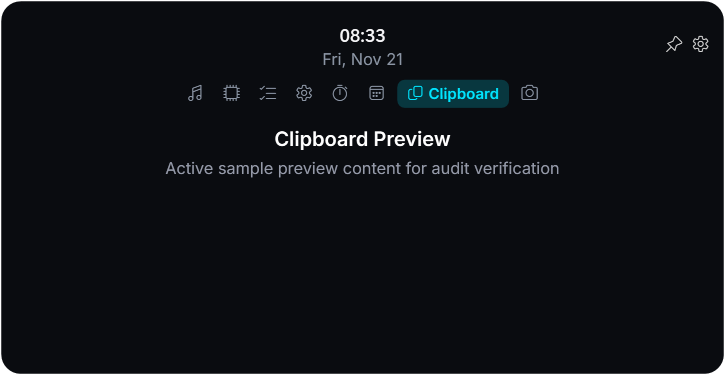 08:33
Fri, Nov 21
Clipboard
Clipboard Preview
Active sample preview content for audit verification